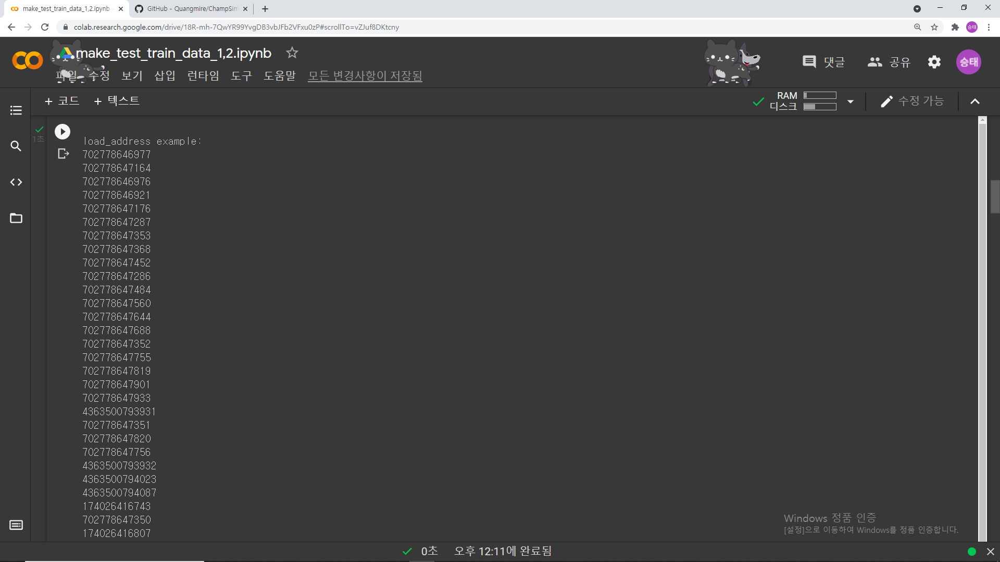 make_test_train_data_1,2.ipynb
GitHub - Quangmire/ChampSim
colab.research.google.com/drive/18R-mh-7QwYR99YvgDB3vbJFb2VFxu0zP#scrollTo=vZJuf8DKtcny
승태
make_test_train_data_1,2.ipynb
댓글
공유
승태
파일 수정 보기 삽입 런타임 도구 도움말 모든 변경사항이 저장됨
+ 코드 + 텍스트
RAM
디스크
수정 가능
1초
load_address example:
702778646977
702778647164
702778646976
702778646921
702778647176
702778647287
702778647353
702778647368
702778647452
702778647286
702778647484
702778647560
702778647644
702778647688
702778647352
702778647755
702778647819
702778647901
702778647933
4363500793931
702778647351
702778647820
702778647756
4363500793932
4363500794023
4363500794087
174026416743
702778647350
174026416807
Windows 정품 인증
[설정]으로 이동하여 Windows를 정품 인증합니다.
0초 오후 12:11에 완료됨